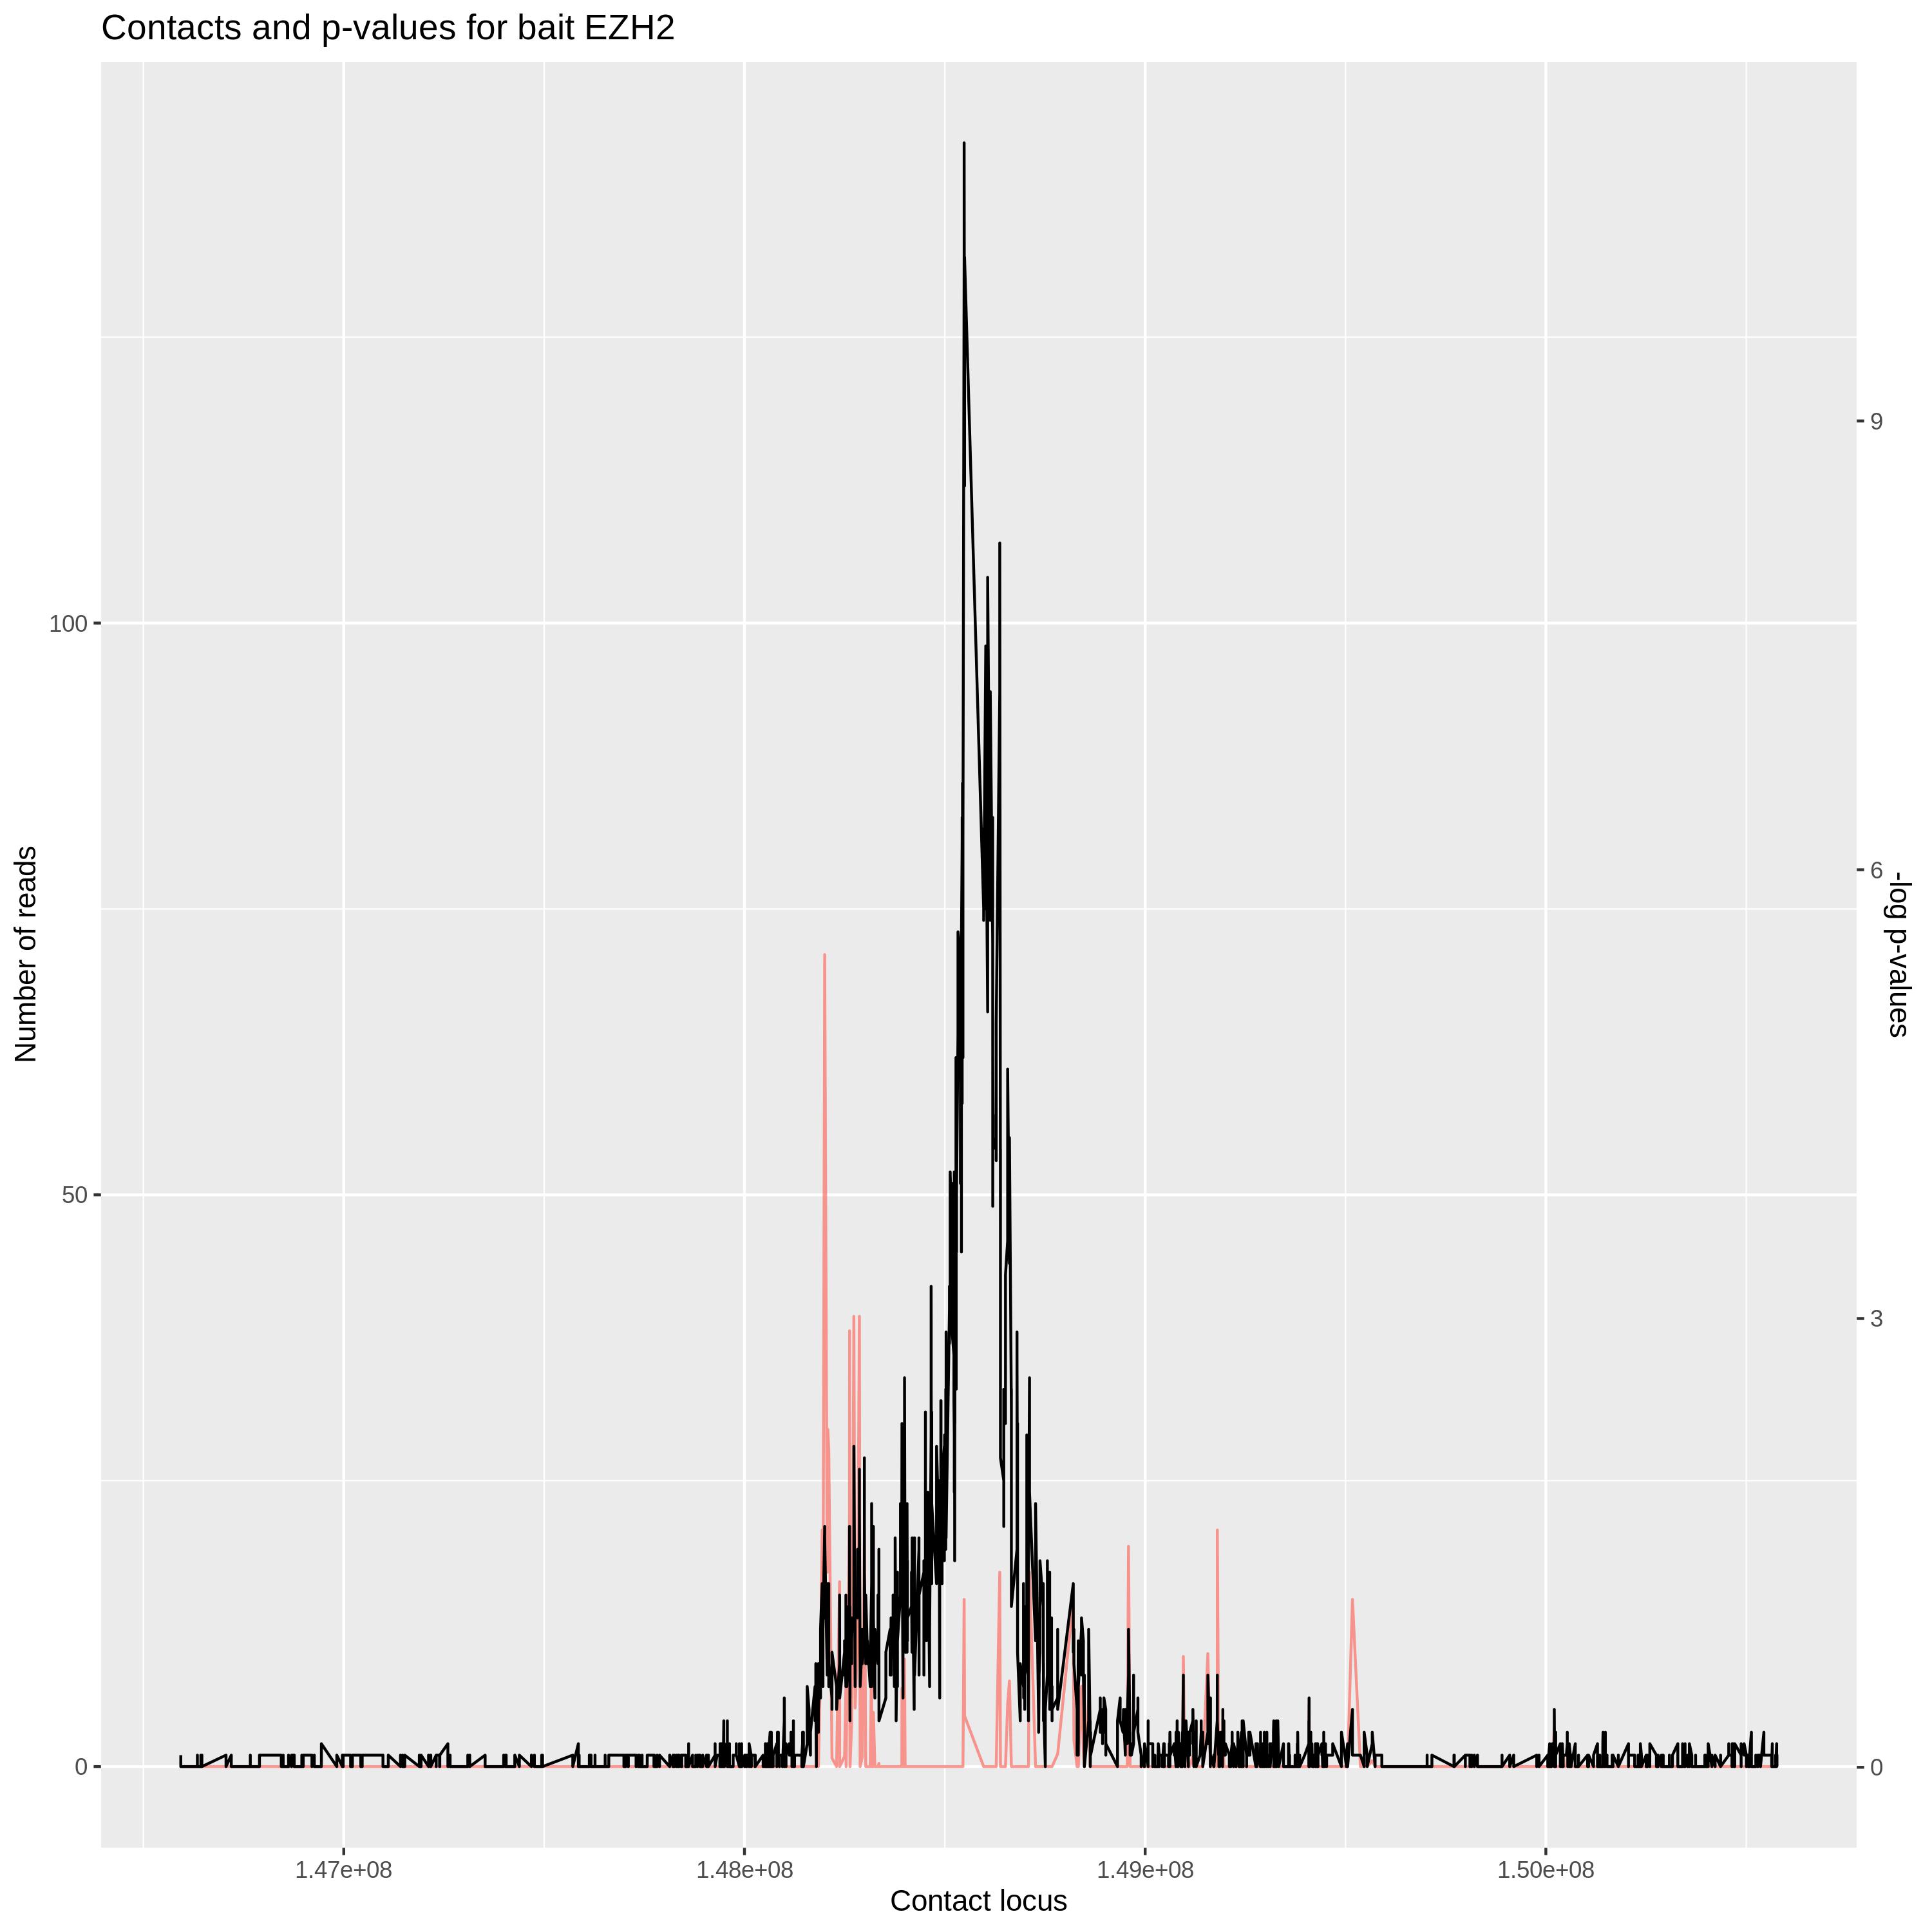 Contacts and p-values for bait EZH2
Number of reads
100
50
0
9
6
3
0
-log p-values
1.47e+08
1.48e+08
1.49e+08
1.50e+08
Contact locus